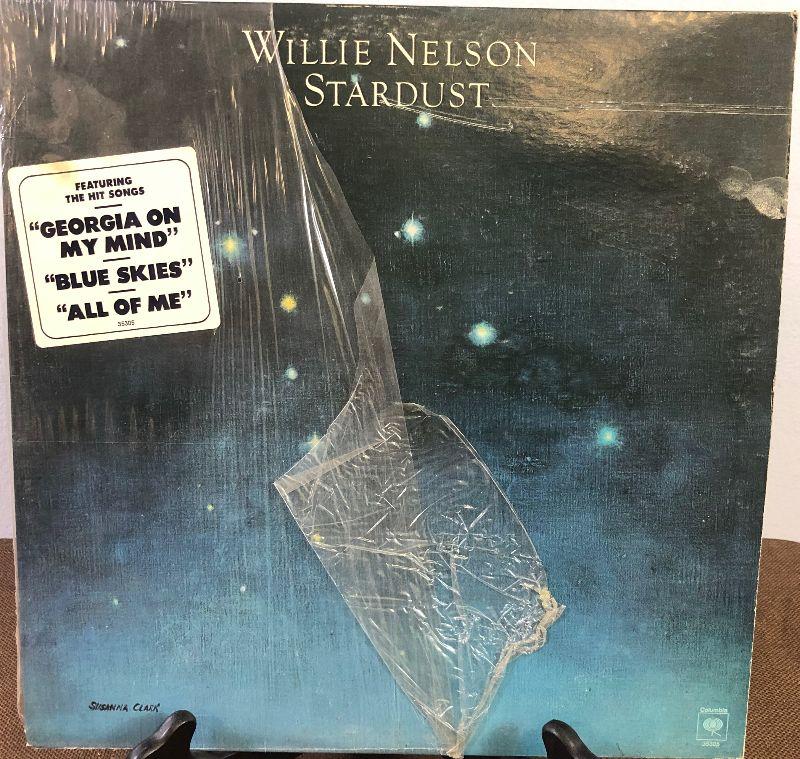 WILLIE NELSON
STARDUST
FEATURING
THE HIT SONGS
"GEORGIA ON
MY MIND"
"BLUE SKIES"
"ALL OF ME"
35305
SUSANNA CLARK
Columbia
35305